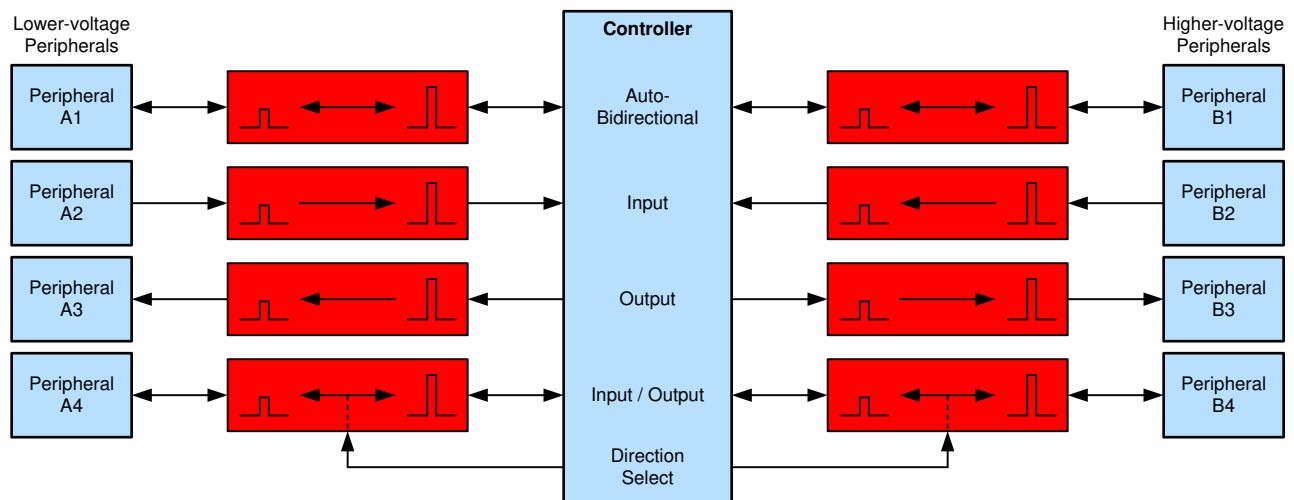 Lower-voltage
Peripherals
Controller
Higher-voltage
Peripherals
Peripheral
A1
Auto-
Bidirectional
Peripheral
B1
Peripheral
A2
Input
Peripheral
B2
Peripheral
A3
Output
Peripheral
B3
Peripheral
A4
Input / Output
Peripheral
B4
Direction
Select